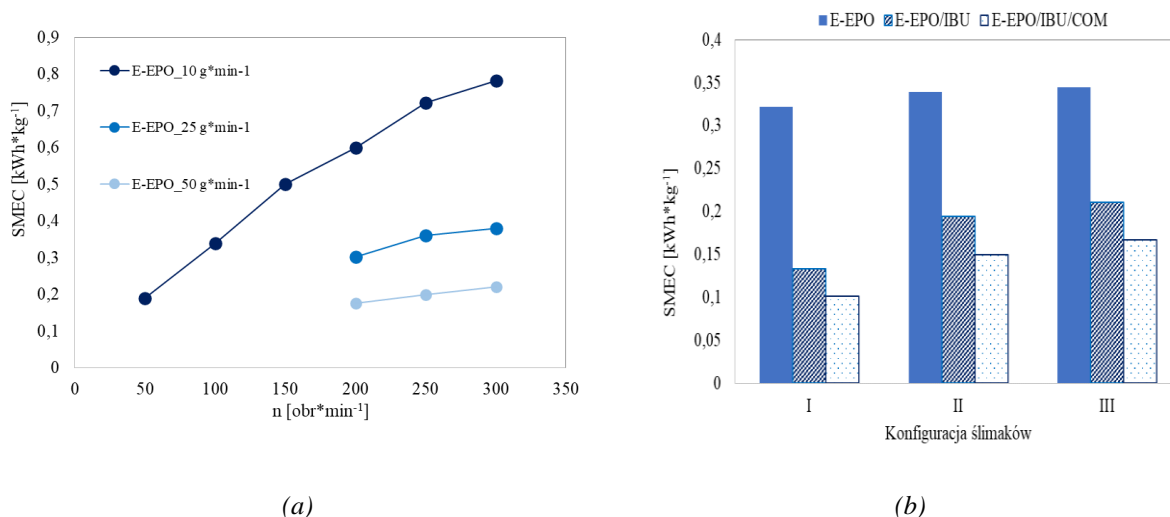 0,9
0,8
0,7
0,6
0,5
0,4
0,3
0,2
0,1
0
SMEC [kWh*kg-1]
E-EPO_10 g*min-1
E-EPO_25 g*min-1
E-EPO_50 g*min-1
0 50 100 150 200 250 300 350
n [obr*min-1]
(a)
E-EPO E-EPO/IBU E-EPO/IBU/COM
0,4
0,35
0,3
0,25
0,2
0,15
0,1
0,05
0
SMEC [kWh*kg-1]
I II III
Konfiguracja ślimaków
(b)